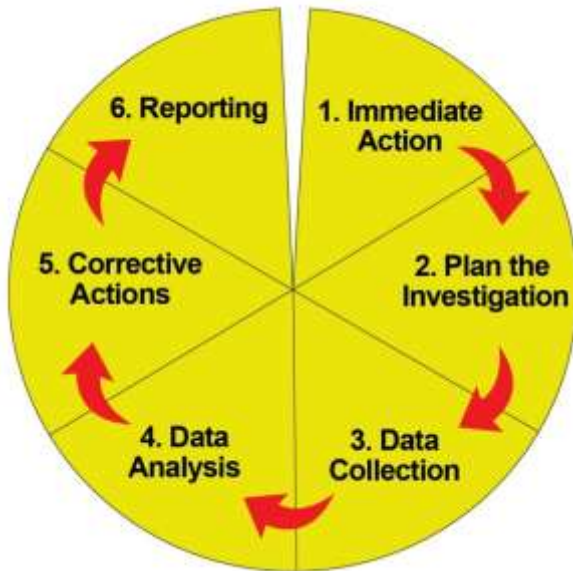 1. Immediate
Action
2. Plan the
Investigation
3. Data
Collection
4. Data
Analysis
5. Corrective
Actions
6. Reporting